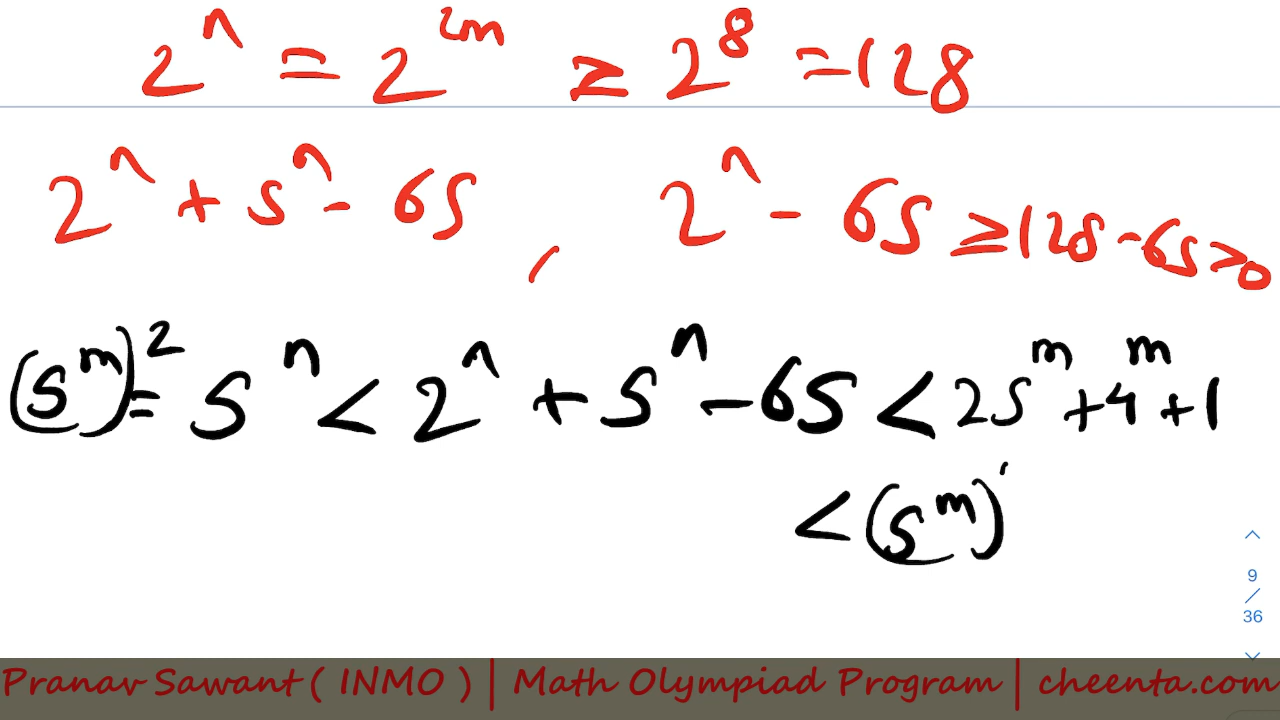 2^n = 2^{2m} ≥ 2^8 = 128
2^n + 5^n - 65 , 2^n - 65 ≥ 128 - 65 > 0
(5^m)^2 = 5^n < 2^n + 5^n - 65 < 25^m + 4^m + 1
< (5^m)
9
/
36
Pranav Sawant ( INMO ) | Math Olympiad Program | cheenta.com